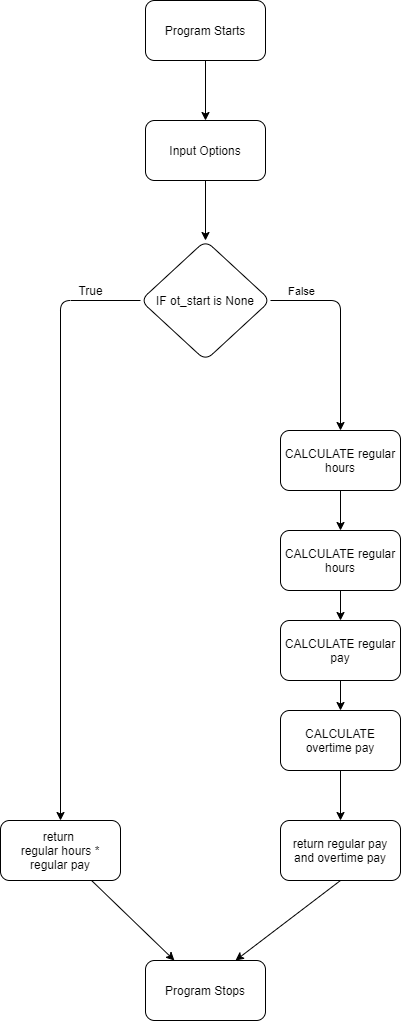 Program Starts
Input Options
IF ot_start is None
True
False
CALCULATE regular
hours
CALCULATE regular
hours
CALCULATE regular
pay
CALCULATE
overtime pay
return
regular hours *
regular pay
return regular pay
and overtime pay
Program Stops